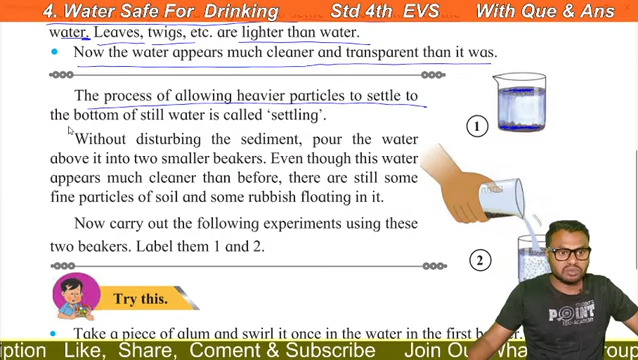 4. Water Safe For Drinking Std 4th EVS With Que & Ans
water. Leaves, twigs, etc. are lighter than water.
• Now the water appears much cleaner and transparent than it was.
The process of allowing heavier particles to settle to
the bottom of still water is called ‘settling’.
Without disturbing the sediment, pour the water
above it into two smaller beakers. Even though this water
appears much cleaner than before, there are still some
fine particles of soil and some rubbish floating in it.
Now carry out the following experiments using these
two beakers. Label them 1 and 2.
1
2
Try this.
• Take a piece of alum and swirl it once in the water in the first
POINT
Like, Share, Coment & Subscribe Join Ou